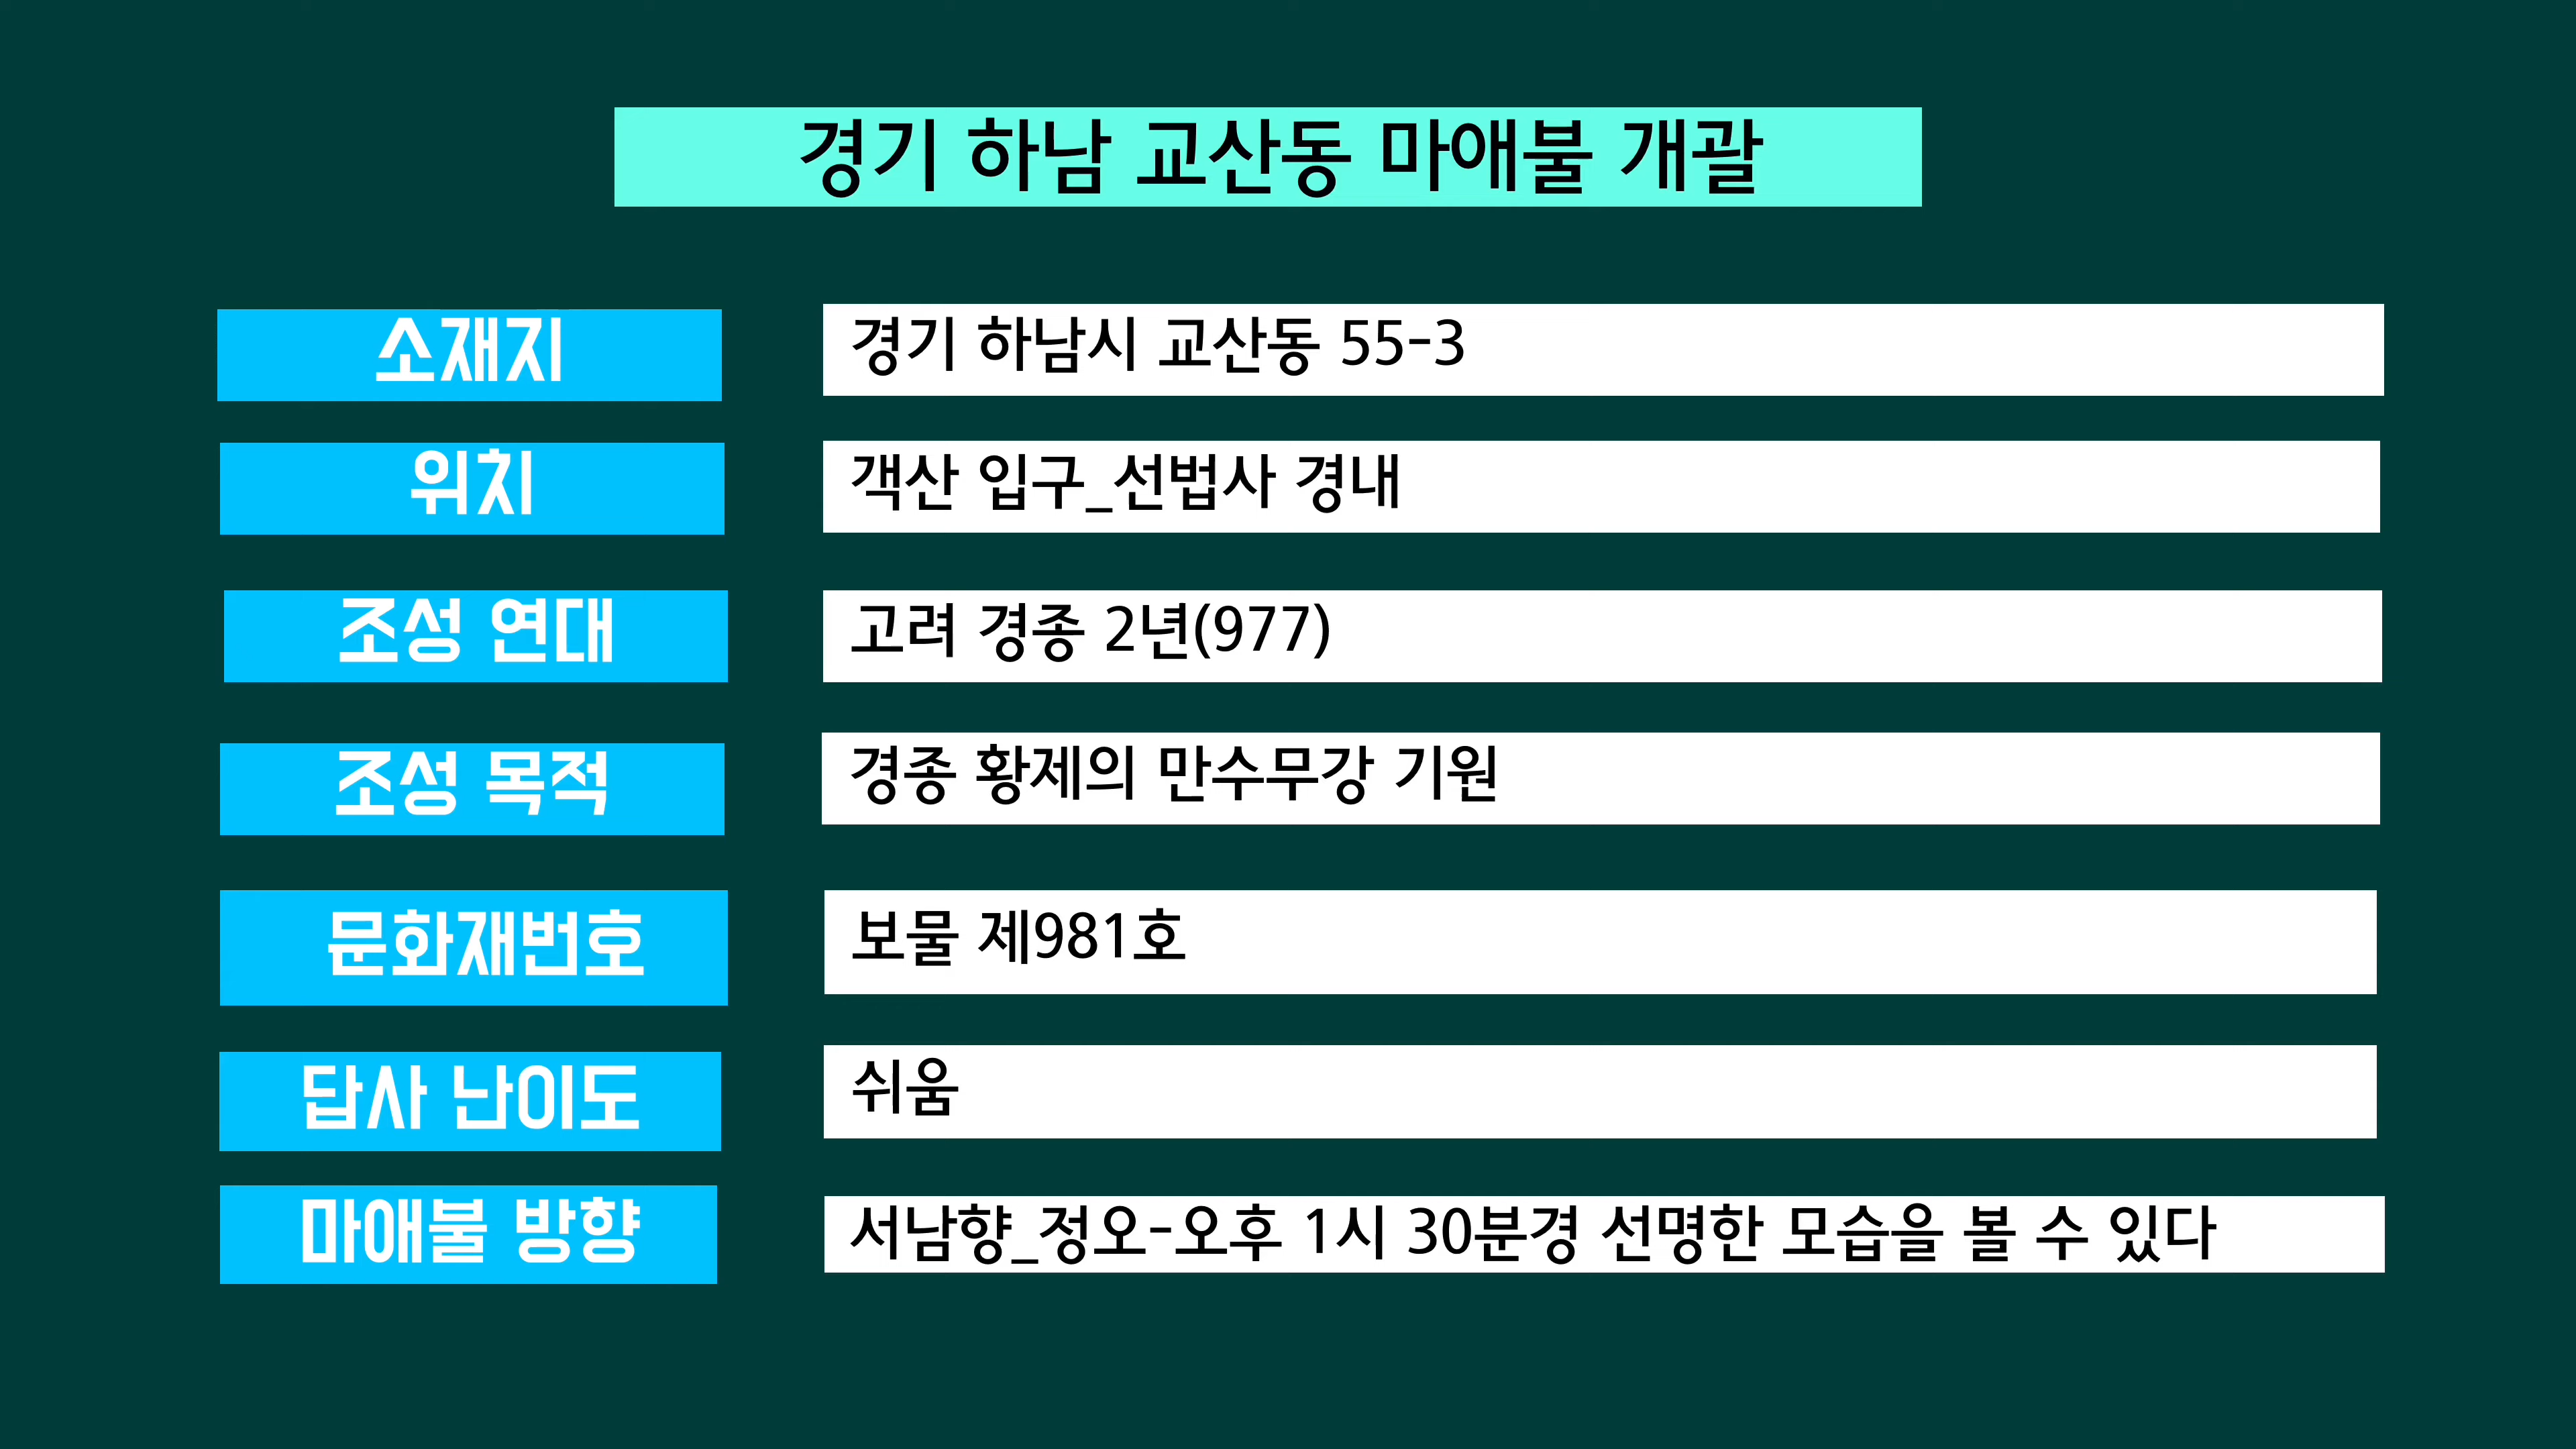 경기 하남 교산동 마애불 개괄
소재지
경기 하남시 교산동 55-3
위치
객산 입구_선법사 경내
조성 연대
고려 경종 2년(977)
조성 목적
경종 황제의 만수무강 기원
문화재번호
보물 제981호
답사 난이도
쉬움
마애불 방향
서남향_정오-오후 1시 30분경 선명한 모습을 볼 수 있다